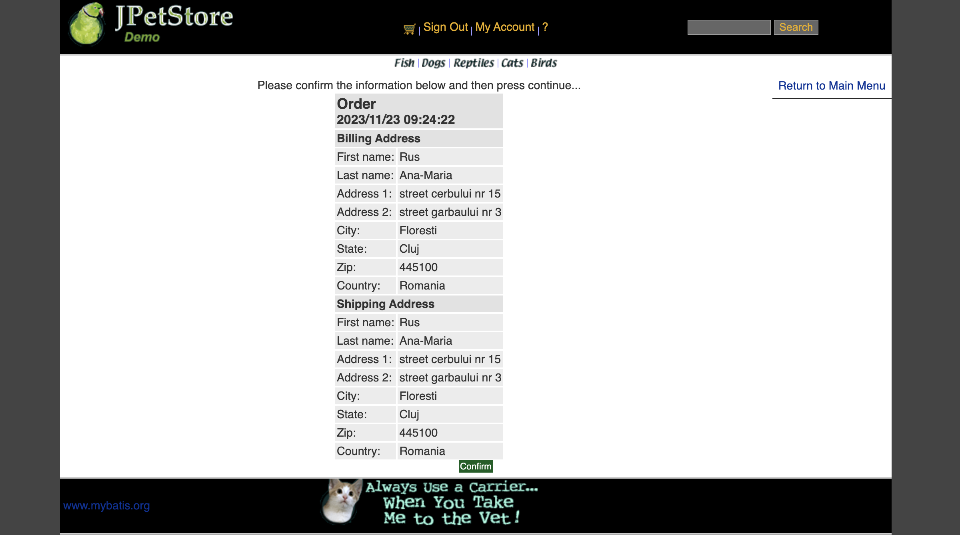 JPetStore
Demo
Sign Out My Account ?
Search
Fish Dogs Reptiles Cats Birds
Please confirm the information below and then press continue...
Return to Main Menu
Order
2023/11/23 09:24:22
Billing Address
First name: Rus
Last name: Ana-Maria
Address 1: street cerbului nr 15
Address 2: street garbaului nr 3
City: Floresti
State: Cluj
Zip: 445100
Country: Romania
Shipping Address
First name: Rus
Last name: Ana-Maria
Address 1: street cerbului nr 15
Address 2: street garbaului nr 3
City: Floresti
State: Cluj
Zip: 445100
Country: Romania
Confirm
www.mybatis.org
Always Use a Carrier...
When You Take
Me to the Vet!